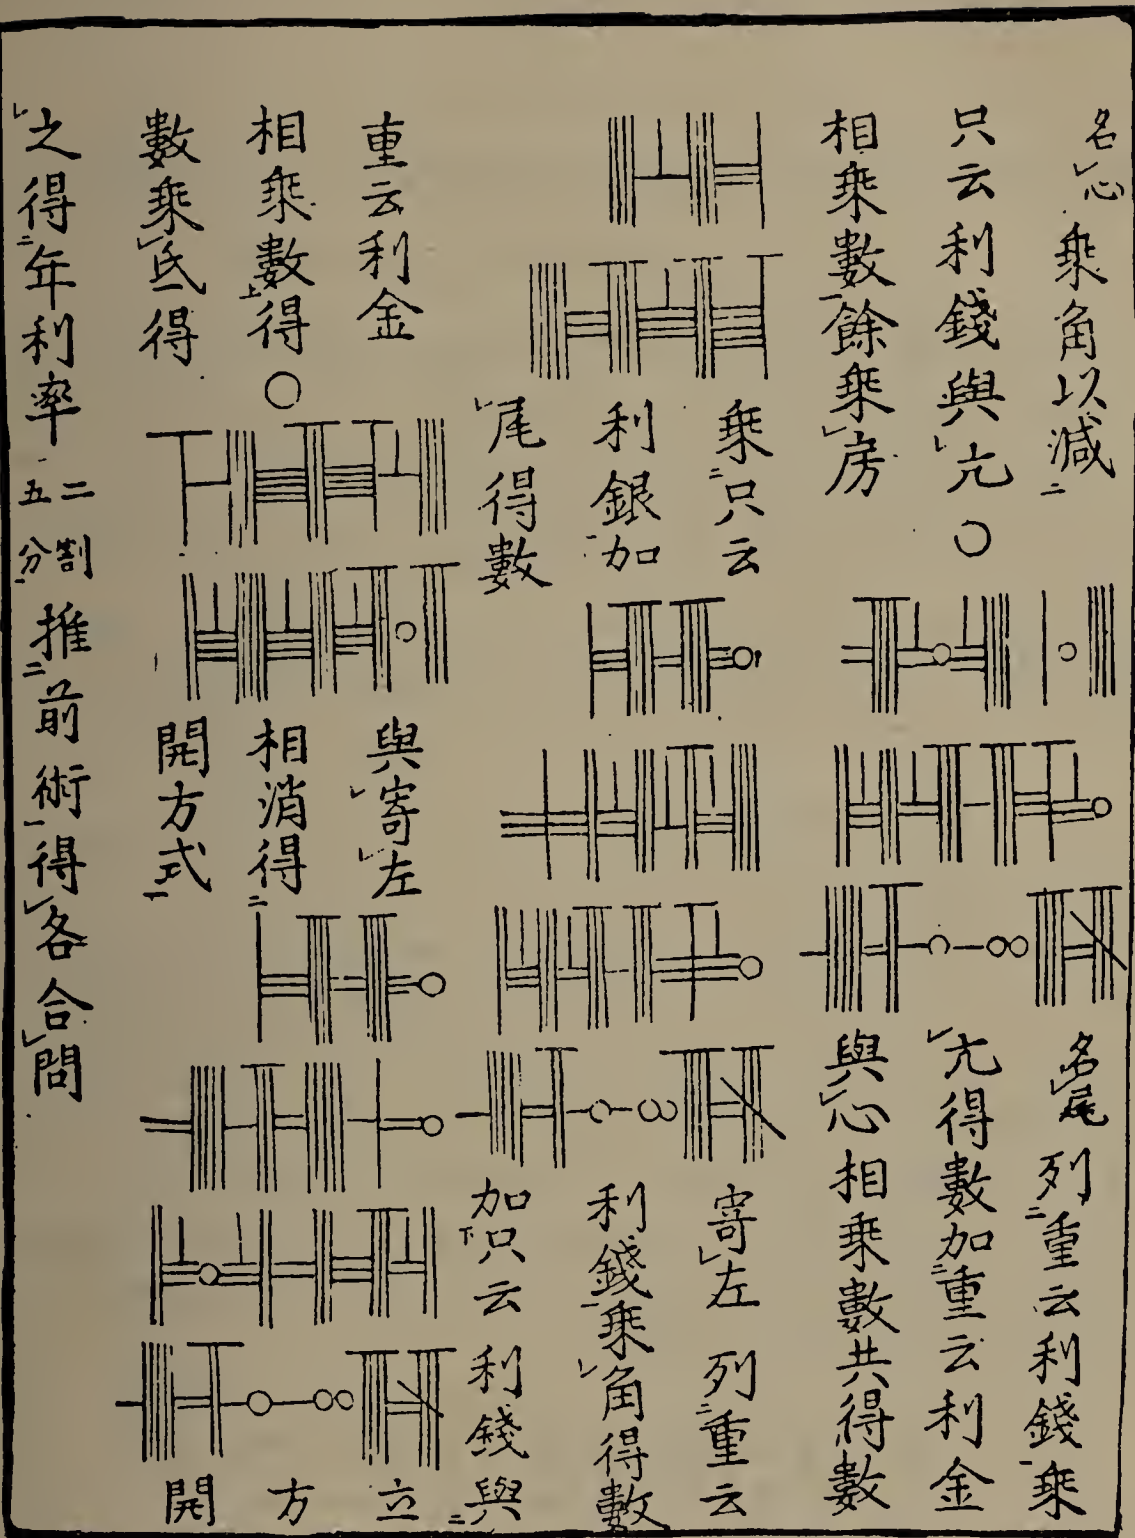 名心
乘角以減
只云利錢與亢
相乘數餘乘房
名尾
列重云利錢乘
亢得數加重云利金
與心相乘數共得數
乘只云
利銀加
尾得數
寄左
列重云
利錢乘角得數
加只云利錢與
重云利金
相乘數得
數乘氐得
與寄左
相消得
開方式
立
方
開
之得年利率二割五分推前術得各合問